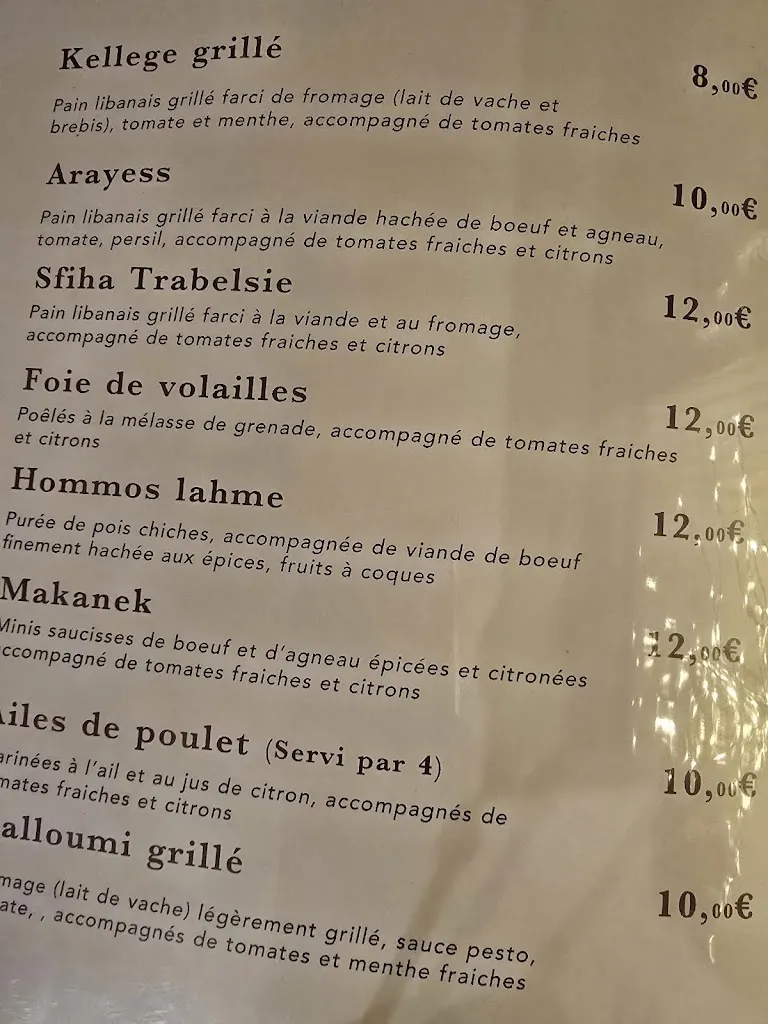 Kellege grillé 8,00€
Pain libanais grillé farci de fromage (lait de vache et
brebis), tomate et menthe, accompagné de tomates fraiches
Arayess 10,00€
Pain libanais grillé farci à la viande hachée de boeuf et agneau,
tomate, persil, accompagné de tomates fraiches et citrons
Sfiha Trabelsie 12,00€
Pain libanais grillé farci à la viande et au fromage,
accompagné de tomates fraiches et citrons
Foie de volailles 12,00€
Poêlés à la mélasse de grenade, accompagné de tomates fraiches
et citrons
Hommos lahme 12,00€
Purée de pois chiches, accompagnée de viande de boeuf
finement hachée aux épices, fruits à coques
Makanek 12,00€
Minis saucisses de boeuf et d'agneau épicées et citronées
ccompagné de tomates fraiches et citrons
Ailes de poulet (Servi par 4) 10,00€
arinées à l'ail et au jus de citron, accompagnés de
mates fraiches et citrons
alloumi grillé 10,00€
mage (lait de vache) légèrement grillé, sauce pesto,
ate, , accompagnés de tomates et menthe fraiches